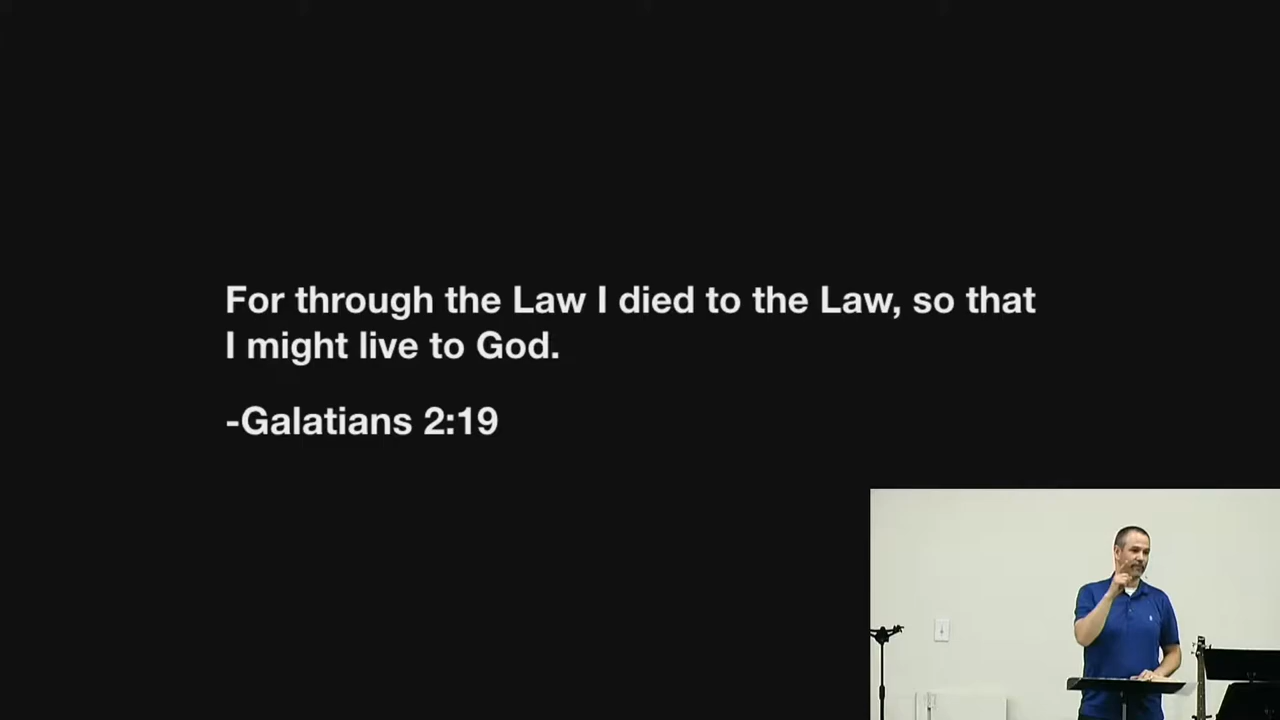 For through the Law I died to the Law, so that
I might live to God.
-Galatians 2:19